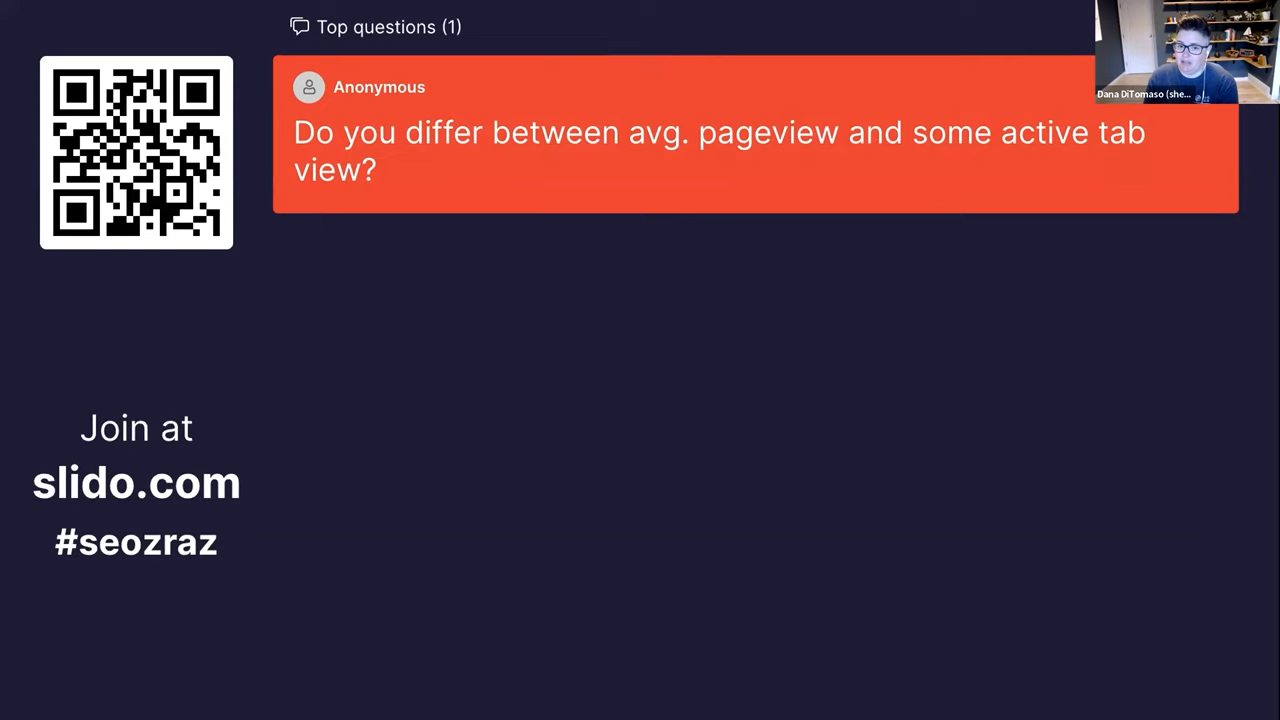 Top questions (1)
Anonymous
Do you differ between avg. pageview and some active tab
view?
Dana DiTomaso (she...
Join at
slido.com
#seozraz